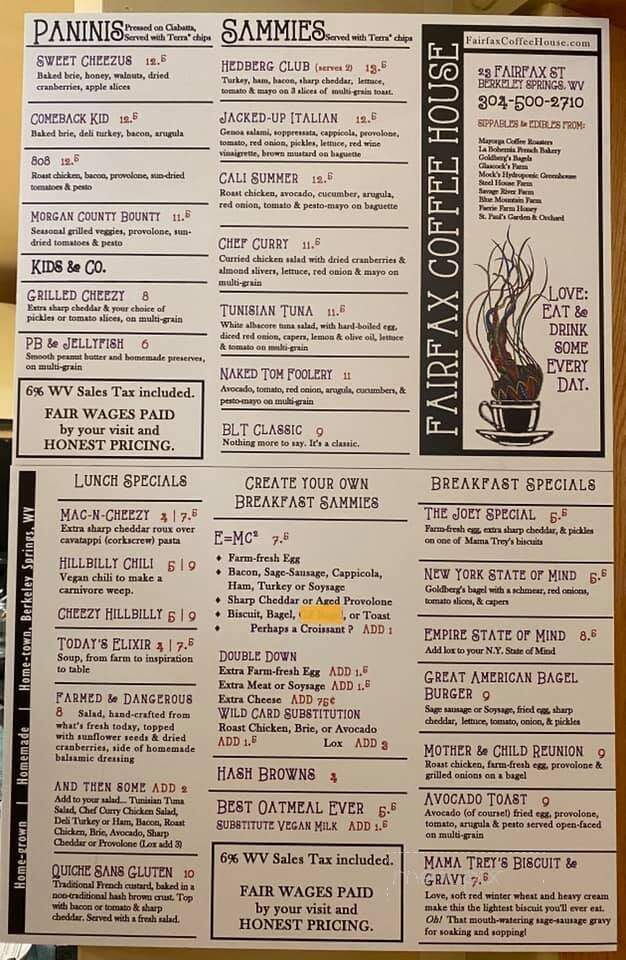 PANINIS Pressed on Ciabatta,
Served with Terra® chips
SWEET CHEEZUS 12.5
Baked brie, honey, walnuts, dried
cranberries, apple slices
COMEBACK KID 12.5
Baked brie, deli turkey, bacon, arugula
808 12.5
Roast chicken, bacon, provolone, sun-dried
tomatoes & pesto
MORGAN COUNTY BOUNTY 11.5
Seasonal grilled veggies, provolone, sun-
dried tomatoes & pesto
KIDS & CO.
GRILLED CHEEZY 8
Extra sharp cheddar & your choice of
pickles or tomato slices, on multi-grain
PB & JELLYFISH 6
Smooth peanut butter and homemade preserves,
on multi-grain
6% WV Sales Tax included.
FAIR WAGES PAID
by your visit and
HONEST PRICING.
SAMMIES Served with Terra® chips
HEDBERG CLUB (serves 2) 13.5
Turkey, ham, bacon, sharp cheddar, lettuce,
tomato & mayo on 3 slices of multi-grain toast.
JACKED-UP ITALIAN 12.5
Genoa salami, soppressata, cappicola, provolone,
tomato, red onion, pickles, lettuce, red wine
vinaigrette, brown mustard on baguette
CALI SUMMER 12.5
Roast chicken, avocado, cucumber, arugula,
red onion, tomato & pesto-mayo on baguette
CHEF CURRY 11.5
Curried chicken salad with dried cranberries &
almond slivers, lettuce, red onion & mayo on
multi-grain
TUNISIAN TUNA 11.5
White albacore tuna salad, with hard-boiled egg,
diced red onion, capers, lemon & olive oil, lettuce
& tomato on multi-grain
NAKED TOM FOOLERY 11
Avocado, tomato, red onion, arugula, cucumbers, &
pesto-mayo on multi-grain
BLT CLASSIC 9
Nothing more to say. It's a classic.
FAIRFAX COFFEE HOUSE
FairfaxCoffeeHouse.com
23 FAIRFAX ST
BERKELEY SPRINGS, WV
304-500-2710
SIPPABLES & EDIBLES FROM:
Mayorga Coffee Roasters
La Bohemia French Bakery
Goldberg's Bagels
Glascock's Farm
Mock's Hydroponic Greenhouse
Steel House Farm
Savage River Farm
Blue Mountain Farm
Faerie Farm Honey
St. Paul's Garden & Orchard
LOVE:
EAT &
DRINK
SOME
EVERY
DAY.
Home-grown | Homemade | Home-town, Berkeley Springs, WV
LUNCH SPECIALS
MAC-N-CHEEZY 4 | 7.5
Extra sharp cheddar roux over
cavatappi (corkscrew) pasta
HILLBILLY CHILI 5 | 9
Vegan chili to make a
carnivore weep.
CHEEZY HILLBILLY 5 | 9
TODAY'S ELIXIR 4 | 7.5
Soup, from farm to inspiration
to table
FARMED & DANGEROUS
8 Salad, hand-crafted from
what's fresh today, topped
with sunflower seeds & dried
cranberries, side of homemade
balsamic dressing
AND THEN SOME ADD 2
Add to your salad... Tunisian Tuna
Salad, Chef Curry Chicken Salad,
Deli Turkey or Ham, Bacon, Roast
Chicken, Brie, Avocado, Sharp
Cheddar or Provolone (Lox add 3)
QUICHE SANS GLUTEN 10
Traditional French custard, baked in a
non-traditional hash brown crust. Top
with bacon or tomato & sharp
cheddar. Served with a fresh salad.
CREATE YOUR OWN
BREAKFAST SAMMIES
E=MC² 7.5
♦ Farm-fresh Egg
♦ Bacon, Sage-Sausage, Cappicola,
Ham, Turkey or Soysage
♦ Sharp Cheddar or Aged Provolone
♦ Biscuit, Bagel, , or Toast
♦ Perhaps a Croissant ? ADD 1
DOUBLE DOWN
Extra Farm-fresh Egg ADD 1.5
Extra Meat or Soysage ADD 1.5
Extra Cheese ADD 75¢
WILD CARD SUBSTITUTION
Roast Chicken, Brie, or Avocado
ADD 1.5 Lox ADD 3
HASH BROWNS 4
BEST OATMEAL EVER 5.5
SUBSTITUTE VEGAN MILK ADD 1.5
6% WV Sales Tax included.
FAIR WAGES PAID
by your visit and
HONEST PRICING.
BREAKFAST SPECIALS
THE JOEY SPECIAL 5.5
Farm-fresh egg, extra sharp cheddar, & pickles
on one of Mama Trey's biscuits
NEW YORK STATE OF MIND 5.5
Goldberg's bagel with a schmear, red onions,
tomato slices, & capers
EMPIRE STATE OF MIND 8.5
Add lox to your N.Y. State of Mind
GREAT AMERICAN BAGEL
BURGER 9
Sage sausage or Soysage, fried egg, sharp
cheddar, lettuce, tomato, onion, & pickles
MOTHER & CHILD REUNION 9
Roast chicken, farm-fresh egg, provolone &
grilled onions on a bagel
AVOCADO TOAST 9
Avocado (of course!) fried egg, provolone,
tomato, arugula & pesto served open-faced
on multi-grain
MAMA TREY'S BISCUIT &
GRAVY 7.5
Love, soft red winter wheat and heavy cream
make this the lightest biscuit you'll ever eat.
Oh! That mouth-watering sage-sausage gravy
for soaking and sopping!